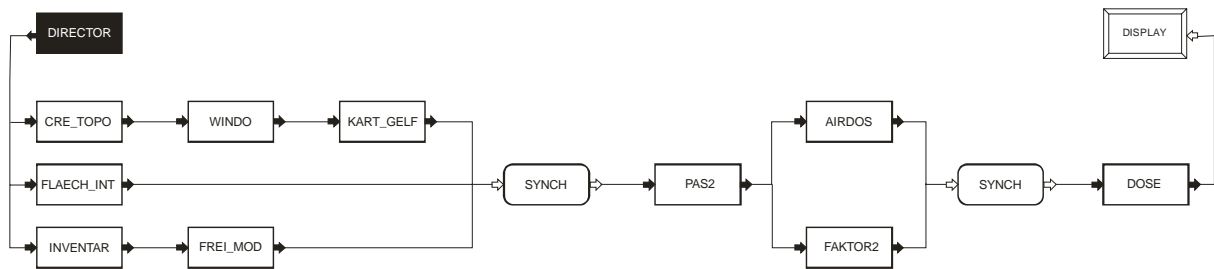 DIRECTOR
DISPLAY
CRE_TOPO
WINDO
KART_GELF
AIRDOS
FLAECH_INT
SYNCH
PAS2
SYNCH
DOSE
INVENTAR
FREI_MOD
FAKTOR2